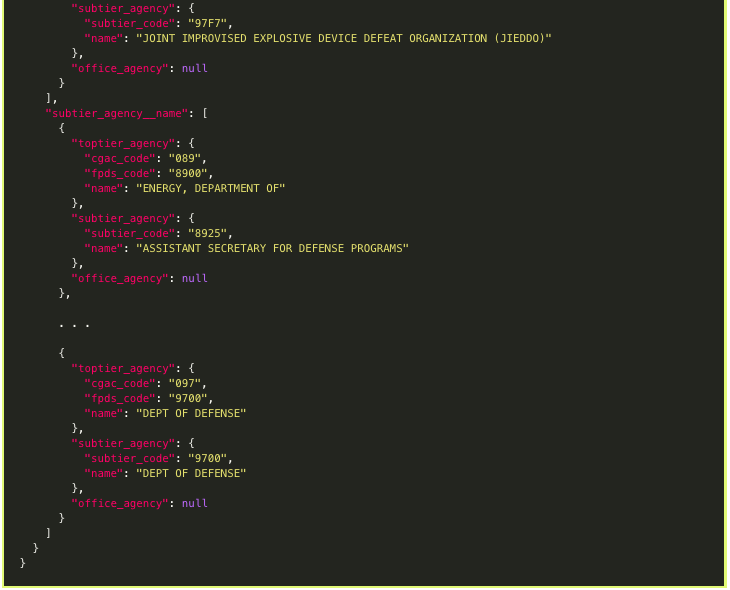 "subtier_agency": {
"subtier_code": "97F7",
"name": "JOINT IMPROVISED EXPLOSIVE DEVICE DEFEAT ORGANIZATION (JIEDDO)"
},
"office_agency": null
}
],
"subtier_agency__name": [
{
"toptier_agency": {
"cgac_code": "089",
"fpds_code": "8900",
"name": "ENERGY, DEPARTMENT OF"
},
"subtier_agency": {
"subtier_code": "8925",
"name": "ASSISTANT SECRETARY FOR DEFENSE PROGRAMS"
},
"office_agency": null
},
. . .
{
"toptier_agency": {
"cgac_code": "097",
"fpds_code": "9700",
"name": "DEPT OF DEFENSE"
},
"subtier_agency": {
"subtier_code": "9700",
"name": "DEPT OF DEFENSE"
},
"office_agency": null
}
]
}
}